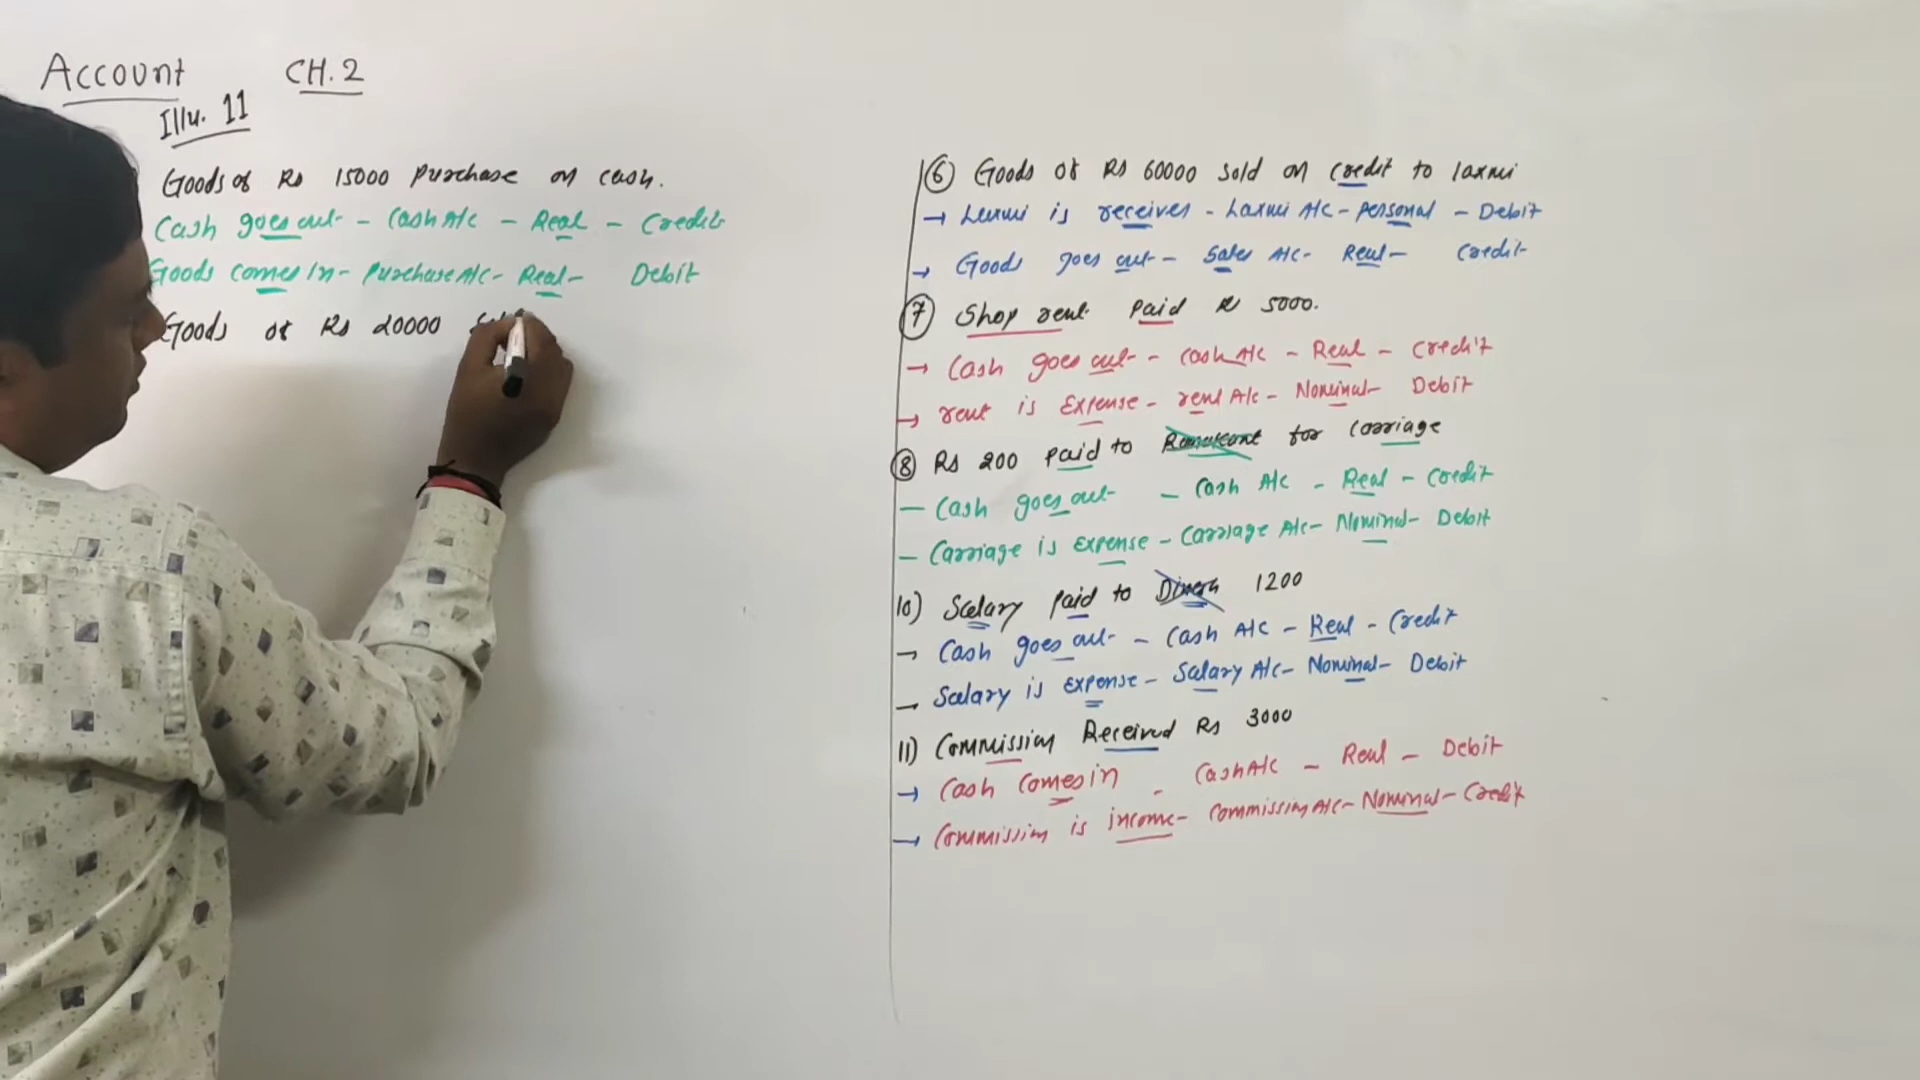 Account CH. 2
Illu. 11
Goods of Rs 15000 Purchase on cash.
Cash goes out - Cash A/c - Real - Credit
Goods comes In - Purchase A/c - Real - Debit
Goods of Rs 20000
⑥ Goods of Rs 60000 sold on credit to laxmi
→ Laxmi is receiver - Laxmi A/c - Personal - Debit
→ Goods goes out - Sales A/c - Real - Credit
⑦ Shop rent Paid Rs 5000.
→ Cash goes out - Cash A/c - Real - Credit
→ rent is Expense - rent A/c - Nominal - Debit
⑧ Rs 200 paid to for Carriage
- Cash goes out - Cash A/c - Real - Credit
- Carriage is Expense - Carriage A/c - Nominal - Debit
10) Salary Paid to Dinesh 1200
→ Cash goes out - Cash A/c - Real - Credit
→ Salary is expense - Salary A/c - Nominal - Debit
11) Commission Received Rs 3000
→ Cash Comes in - Cash A/c - Real - Debit
→ Commission is income - Commission A/c - Nominal - Credit